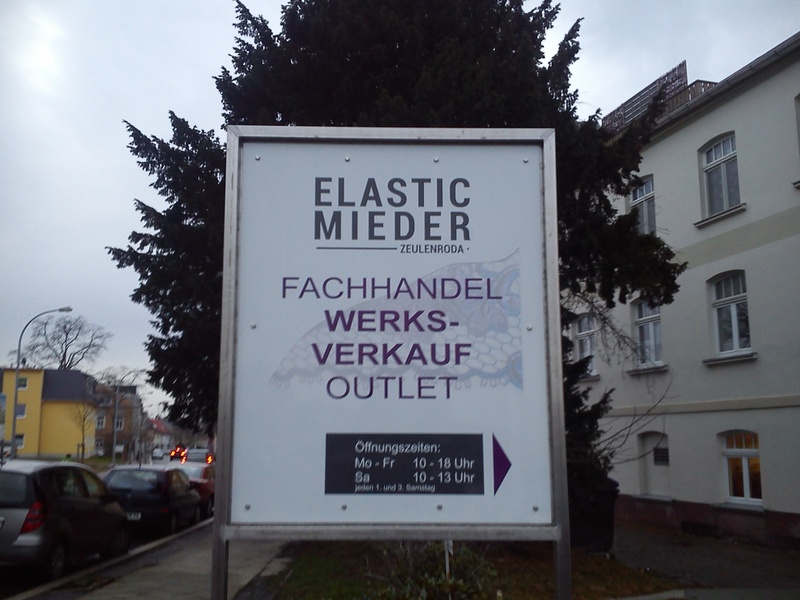 ELASTIC
MIEDER
ZEULENRODA
FACHHANDEL
WERKS-
VERKAUF
OUTLET
Öffnungszeiten:
Mo - Fr 10 - 18 Uhr
Sa 10 - 13 Uhr
jeden 1. und 3. Samstag